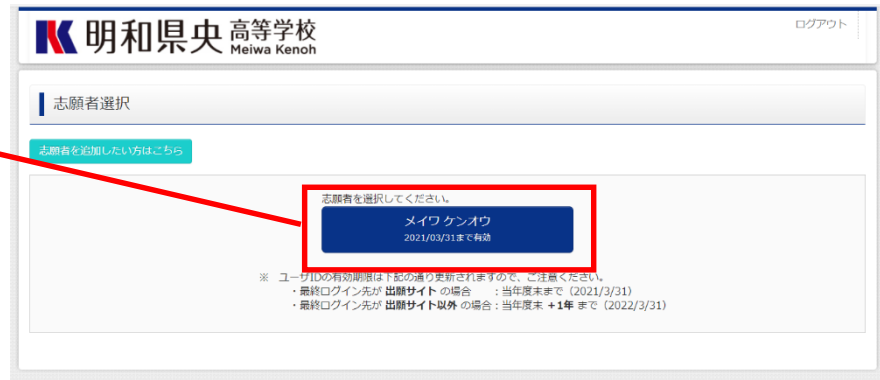 明和県央 高等学校
Meiwa Kenoh
ログアウト
志願者選択
志願者を追加したい方はこちら
志願者を選択してください。
メイワ ケンオウ
2021/03/31まで有効
※ ユーザIDの有効期限は下記の通り更新されますので、ご注意ください。
・最終ログイン先が 出願サイト の場合 : 当年度末まで（2021/3/31）
・最終ログイン先が 出願サイト以外 の場合 : 当年度末 +1年 まで（2022/3/31）